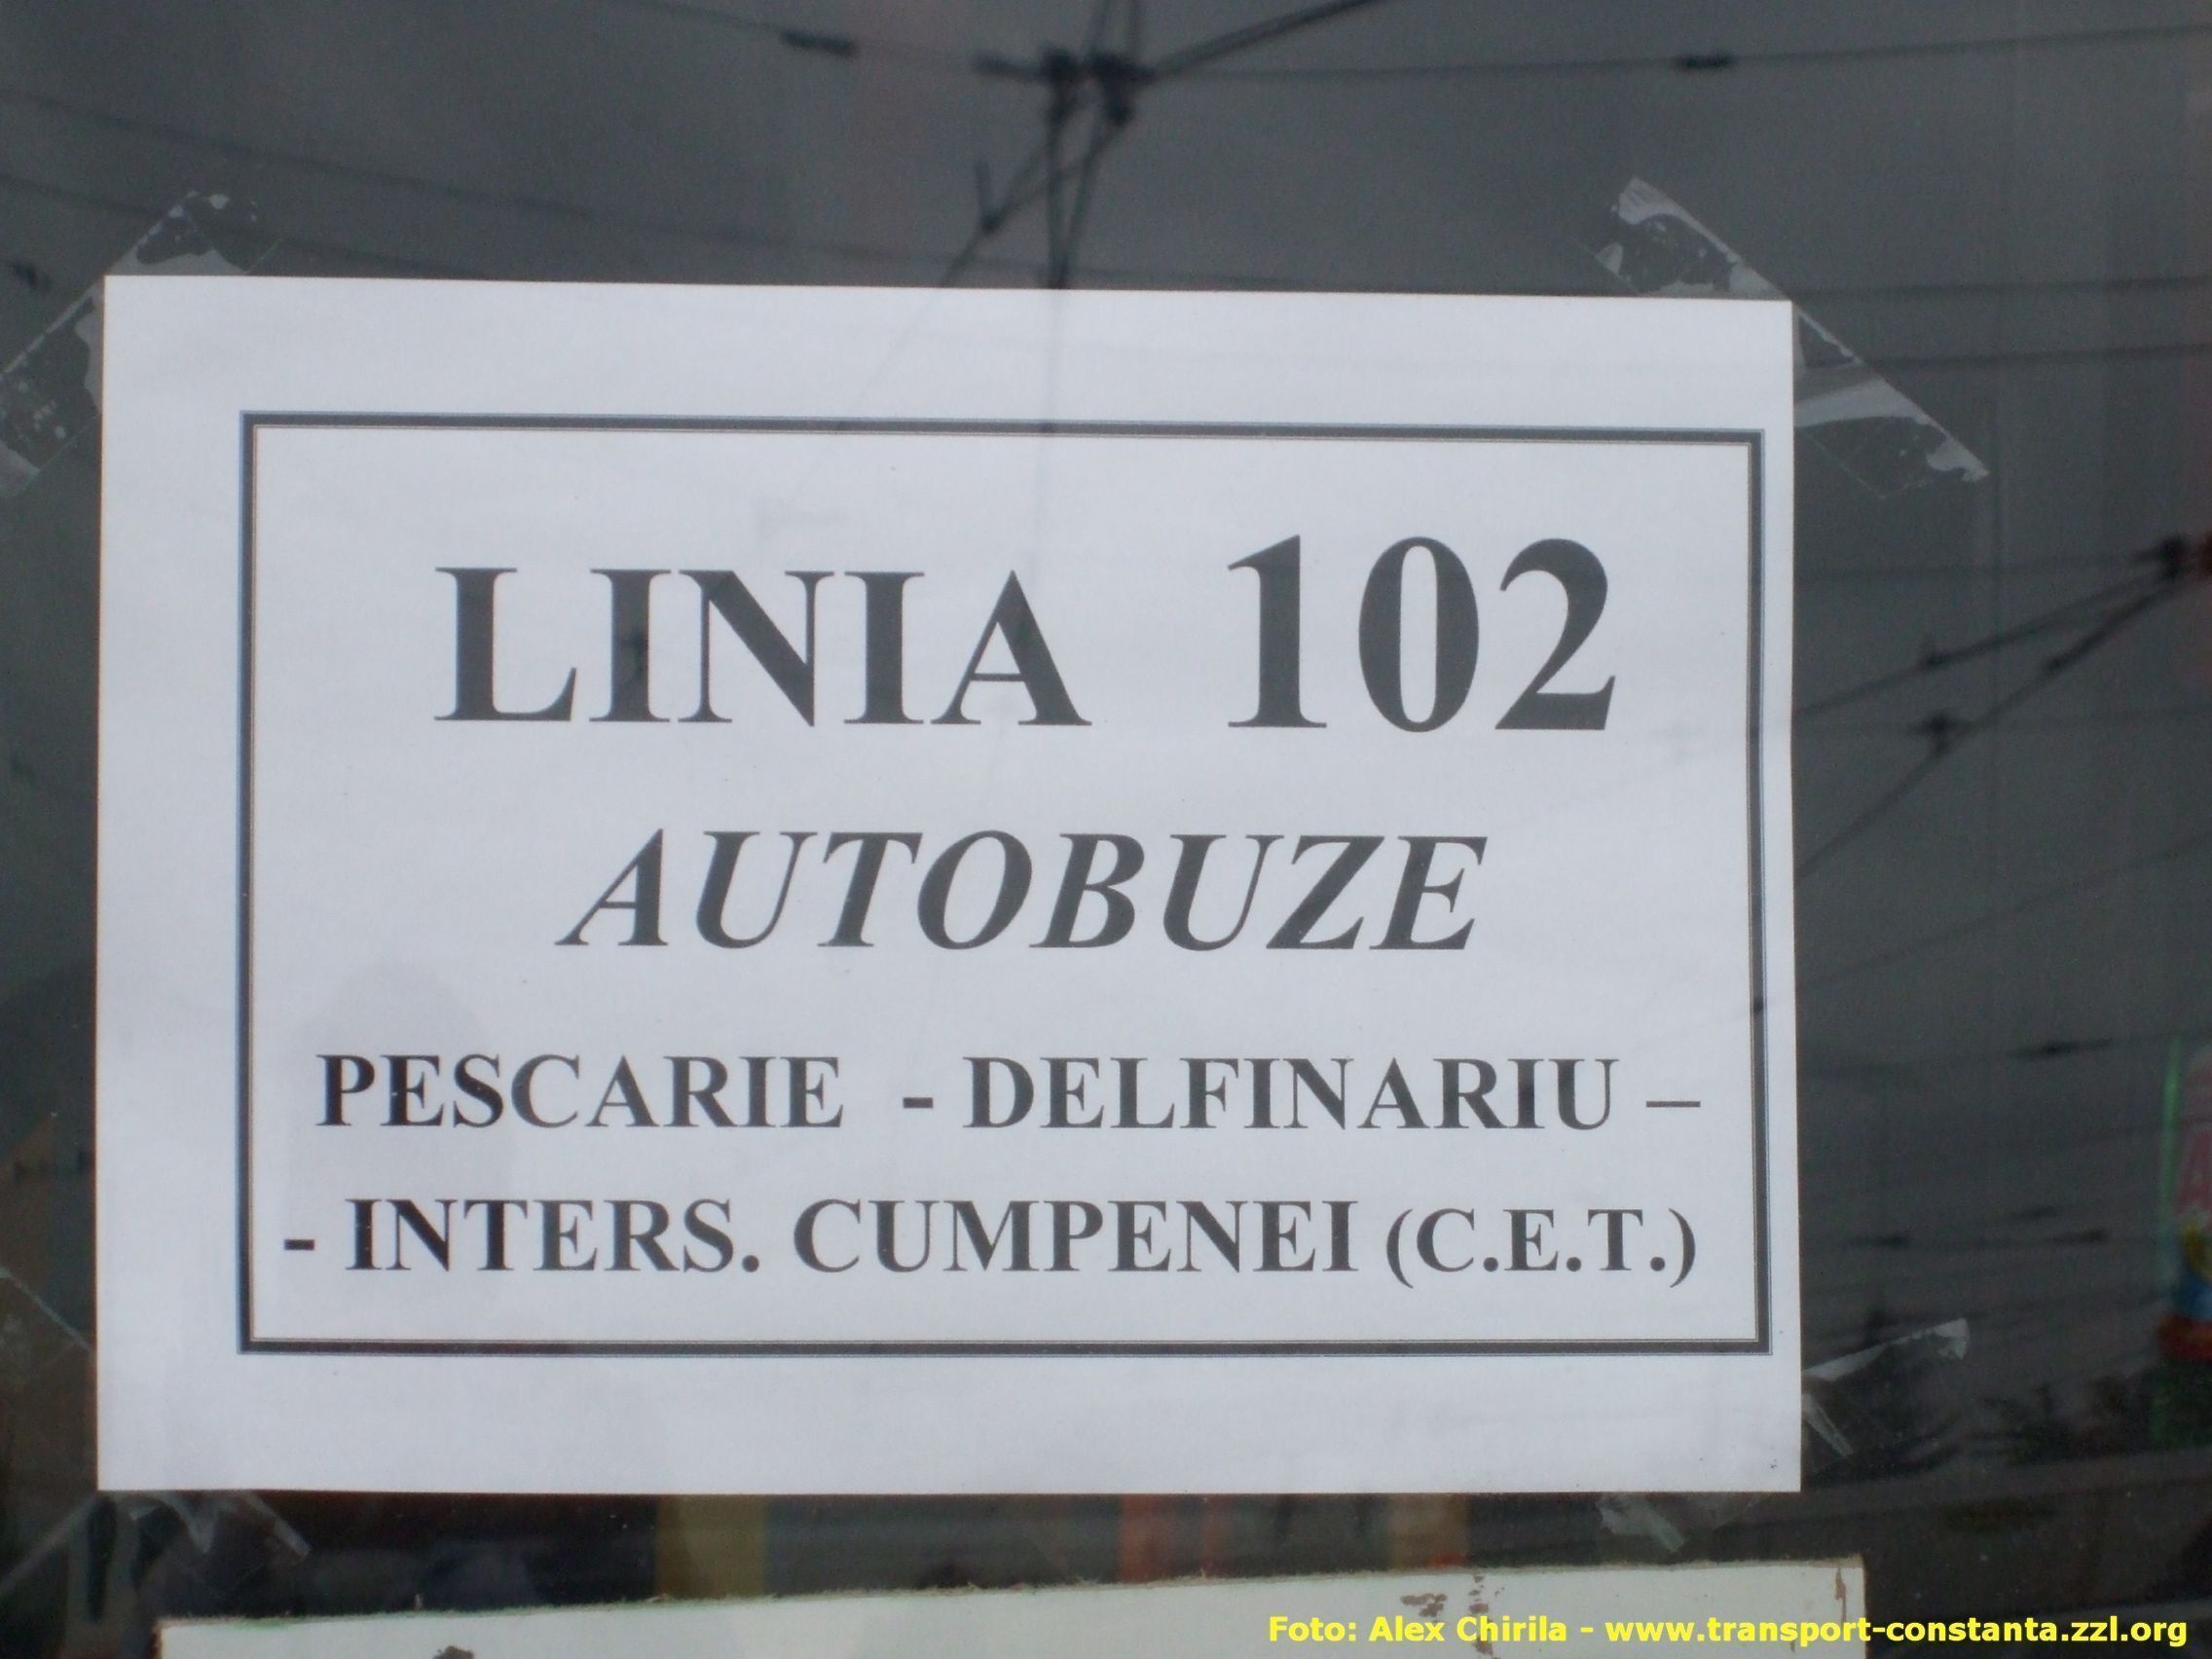 LINIA 102
AUTOBUZE
PESCARIE - DELFINARIU –
- INTERS. CUMPENEI (C.E.T.)
Foto: Alex Chirila - www.transport-constanta.zzl.org